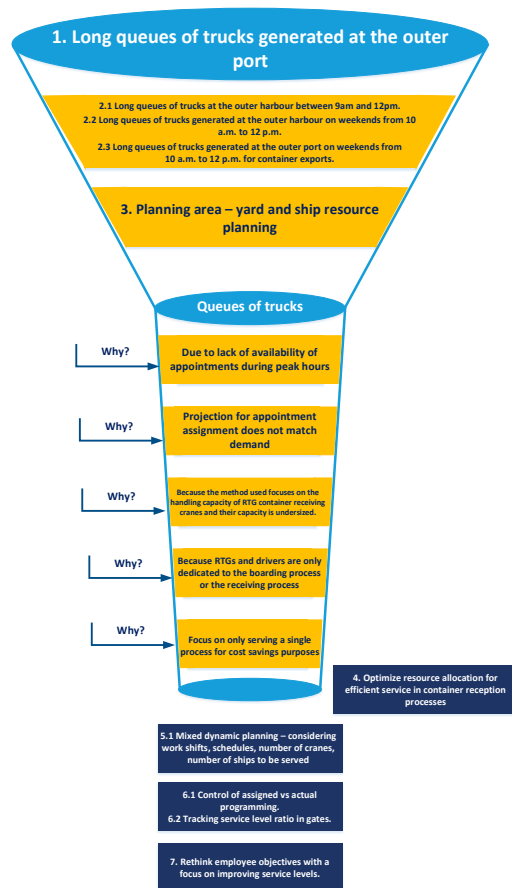 1. Long queues of trucks generated at the outer
port
2.1 Long queues of trucks at the outer harbour between 9am and 12pm.
2.2 Long queues of trucks generated at the outer harbour on weekends from 10
a.m. to 12 p.m.
2.3 Long queues of trucks generated at the outer port on weekends from
10 a.m. to 12 p.m. for container exports.
3. Planning area – yard and ship resource
planning
Queues of trucks
Why?
Due to lack of availability of
appointments during peak hours
Why?
Projection for appointment
assignment does not match
demand
Why?
Because the method used focuses on the
handling capacity of RTG container receiving
cranes and their capacity is undersized.
Why?
Because RTGs and drivers are only
dedicated to the boarding process
or the receiving process
Why?
Focus on only serving a single
process for cost savings purposes
4. Optimize resource allocation for
efficient service in container reception
processes
5.1 Mixed dynamic planning – considering
work shifts, schedules, number of cranes,
number of ships to be served
6.1 Control of assigned vs actual
programming.
6.2 Tracking service level ratio in gates.
7. Rethink employee objectives with a
focus on improving service levels.